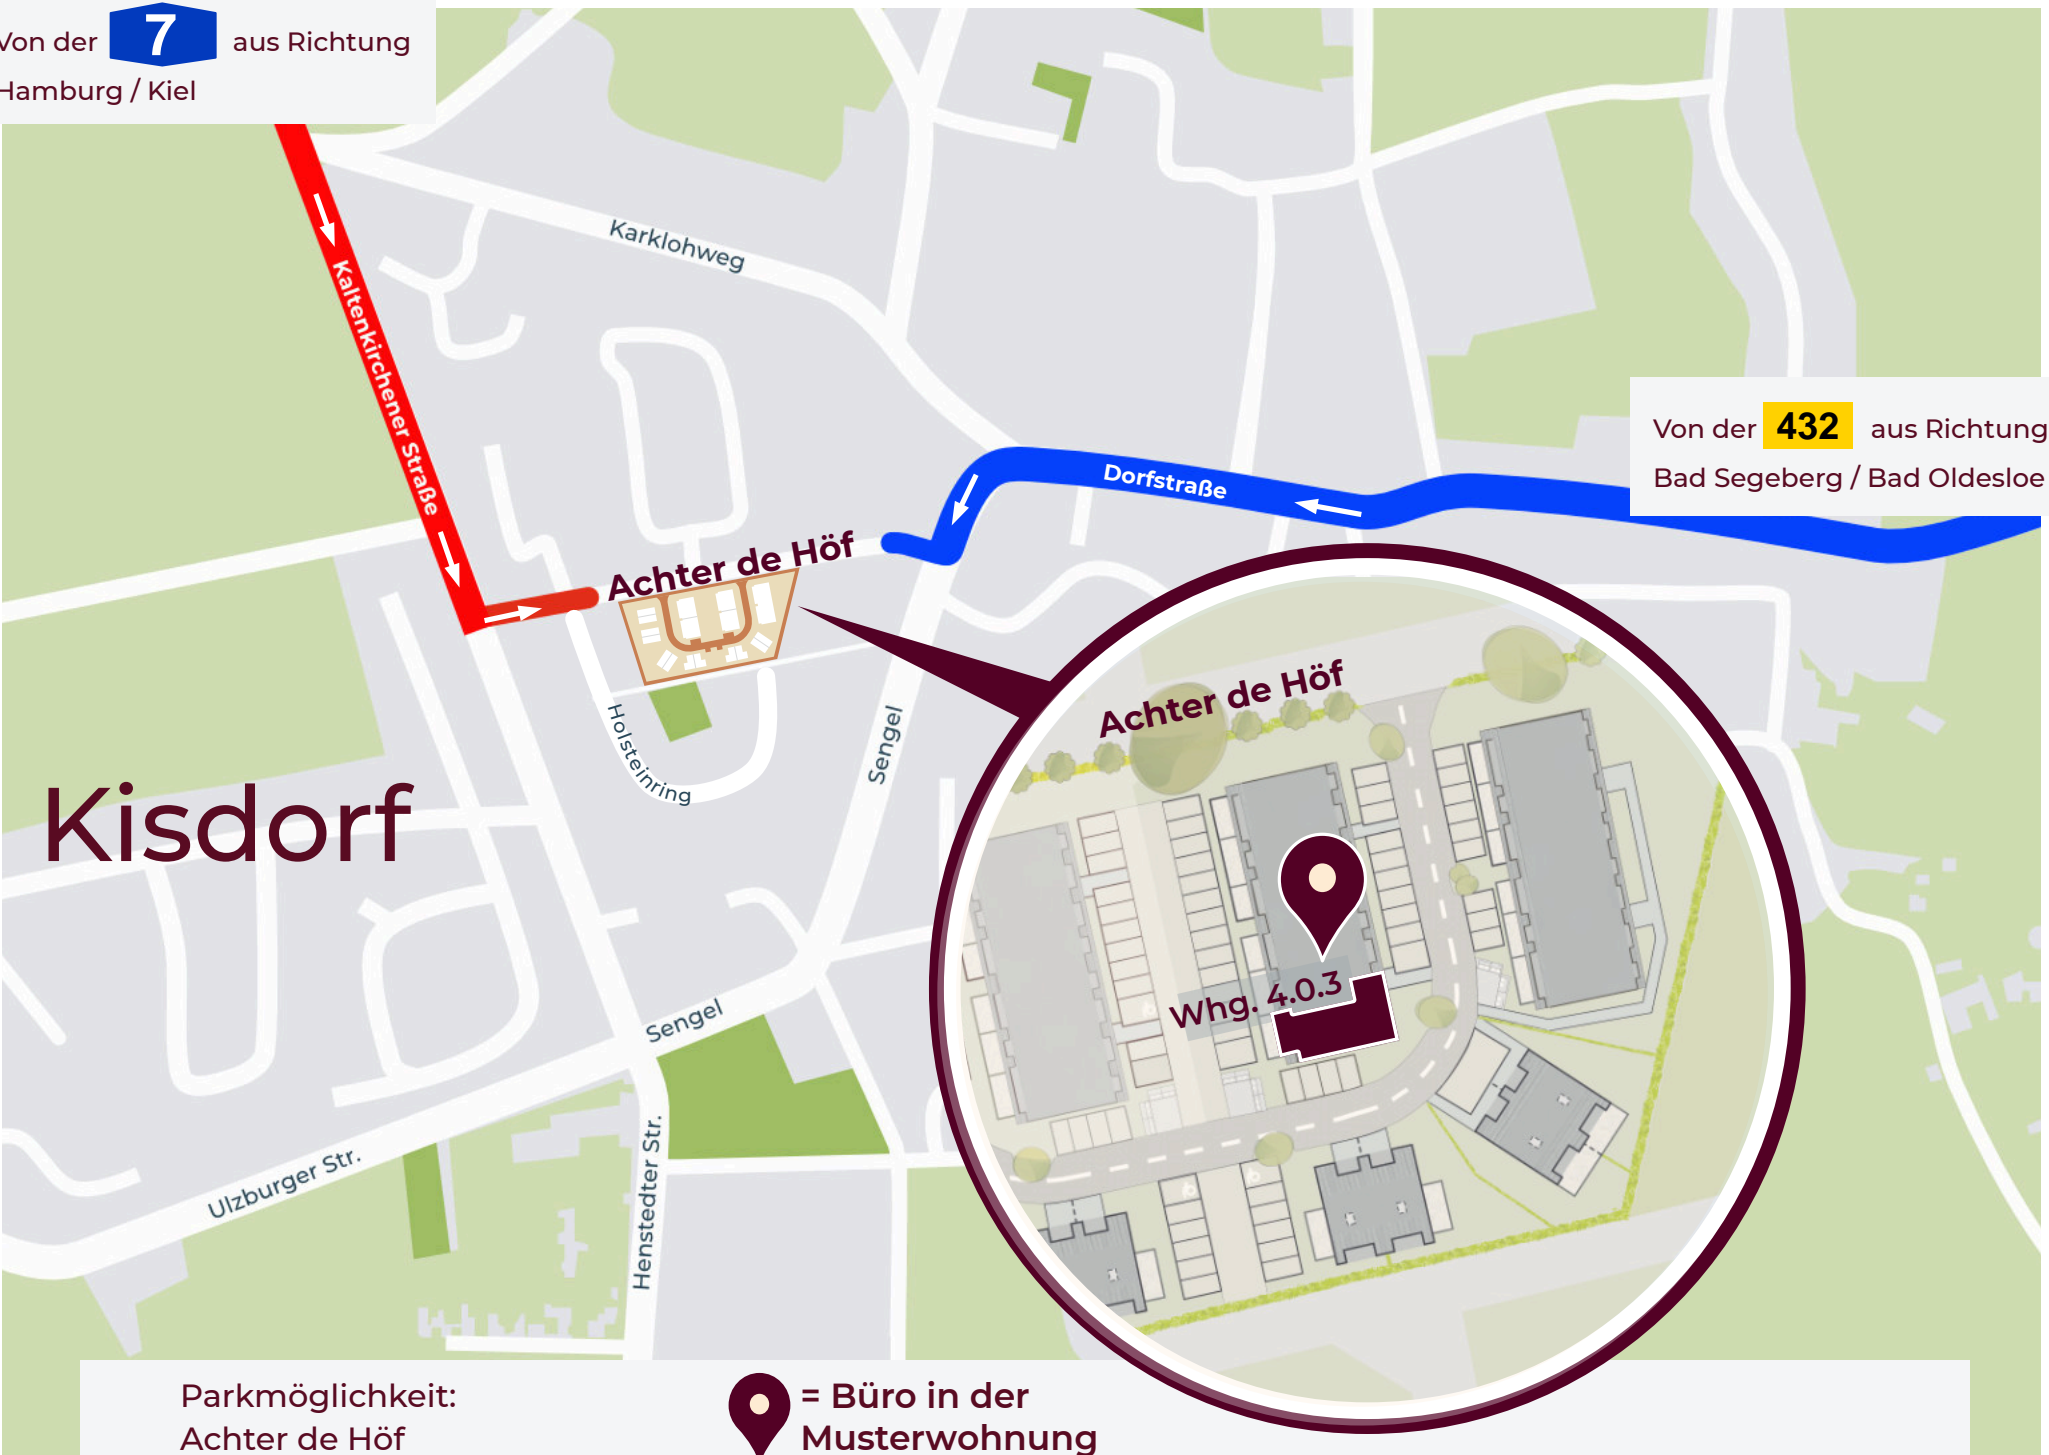 Von der 7 aus Richtung
Hamburg / Kiel
Karklohweg
Kaltenkirchener Straße
Von der 432 aus Richtung
Bad Segeberg / Bad Oldesloe
Dorfstraße
Achter de Höf
Achter de Höf
Holsteinring
Sengel
Kisdorf
Whg. 4.0.3
Sengel
Ulzburger Str.
Henstedter Str.
Parkmöglichkeit:
Achter de Höf
= Büro in der
Musterwohnung